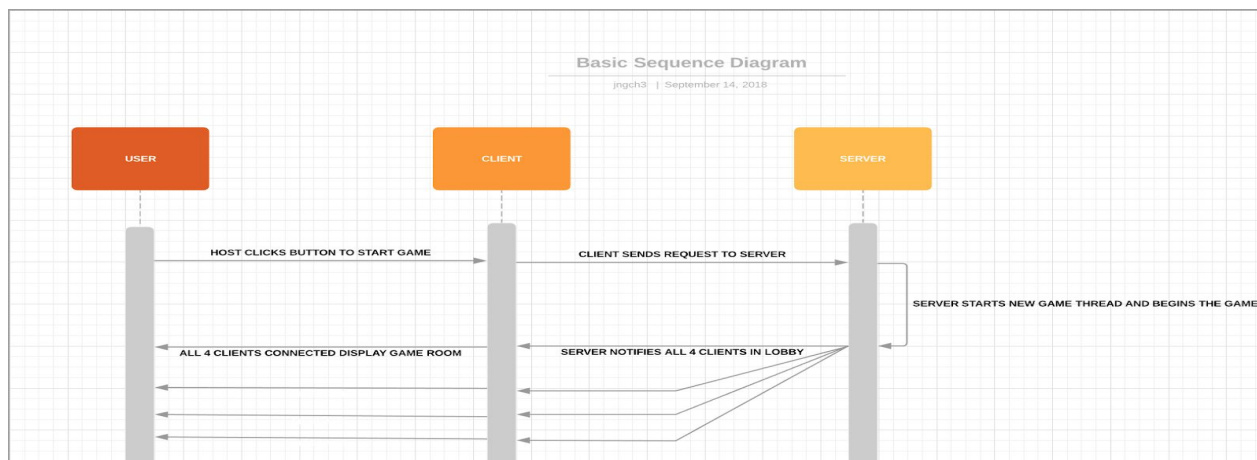 Basic Sequence Diagram
jngch3 | September 14, 2018
USER
CLIENT
SERVER
HOST CLICKS BUTTON TO START GAME
CLIENT SENDS REQUEST TO SERVER
SERVER STARTS NEW GAME THREAD AND BEGINS THE GAME
ALL 4 CLIENTS CONNECTED DISPLAY GAME ROOM
SERVER NOTIFIES ALL 4 CLIENTS IN LOBBY